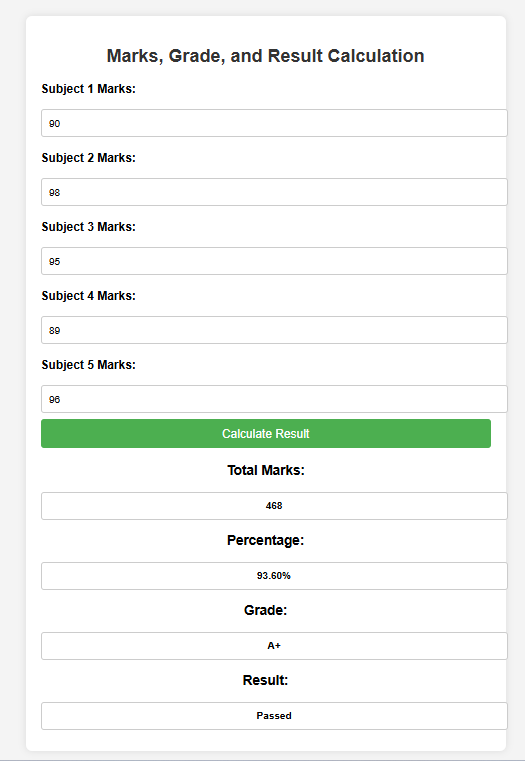 Marks, Grade, and Result Calculation
Subject 1 Marks:
90
Subject 2 Marks:
98
Subject 3 Marks:
95
Subject 4 Marks:
89
Subject 5 Marks:
96
Calculate Result
Total Marks:
468
Percentage:
93.60%
Grade:
A+
Result:
Passed